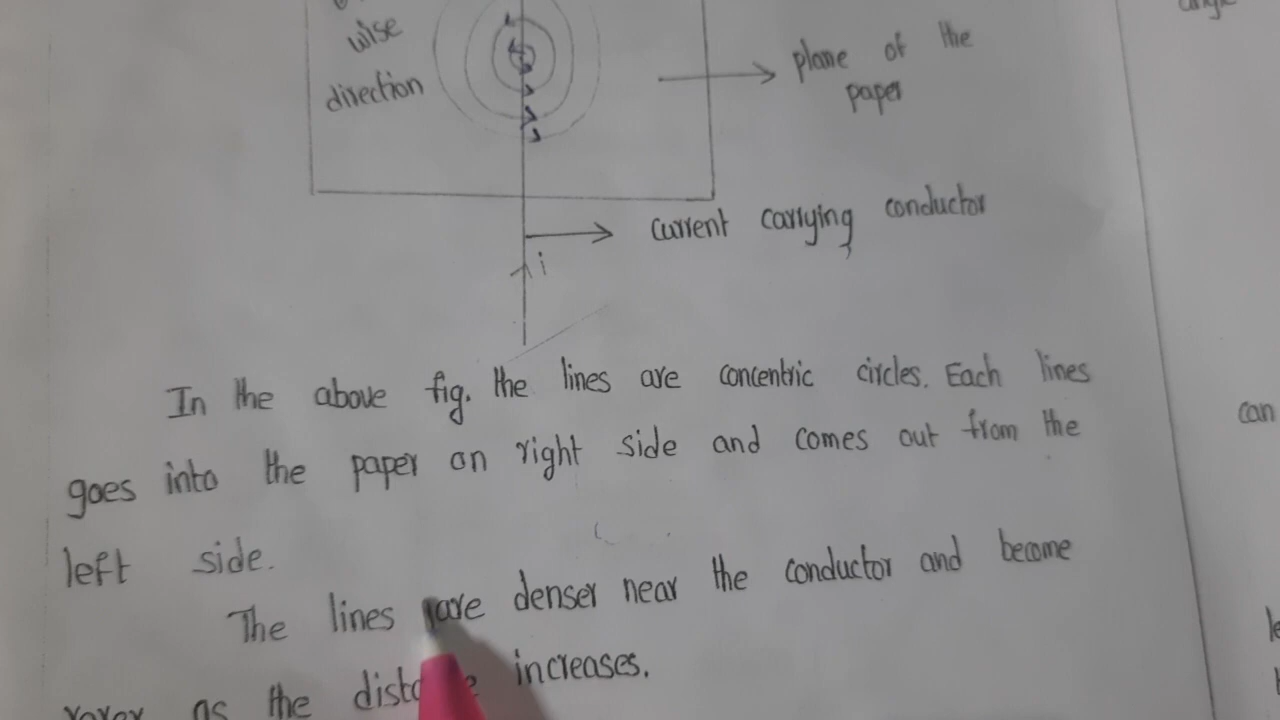 wise
direction
plane of the
paper
current carrying conductor
i
In the above fig. the lines are concentric circles. Each lines
goes into the paper on right side and comes out from the
left side.
The lines are denser near the conductor and become
rarer as the increases.
can